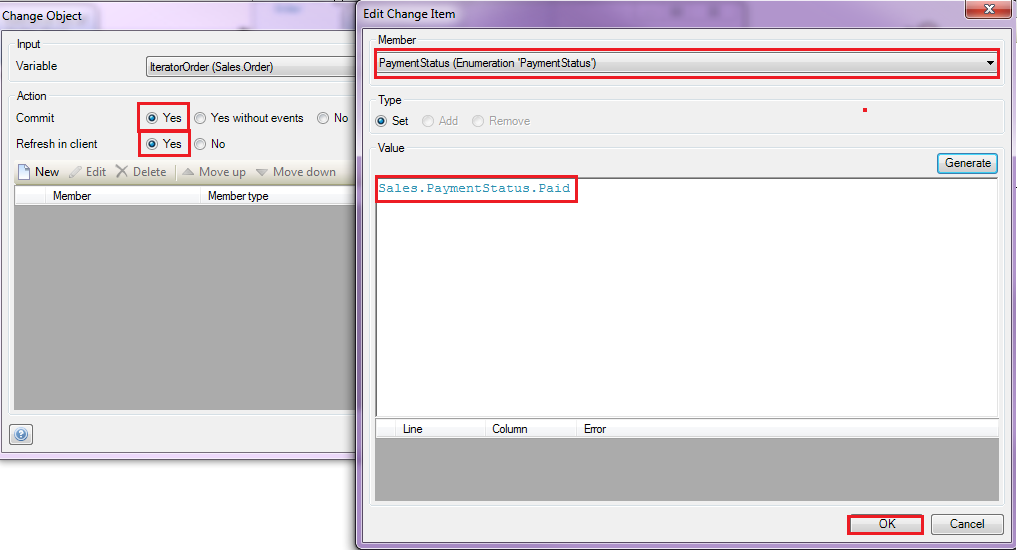 Change Object
Input
Variable
IteratorOrder (Sales.Order)
Action
Commit
Yes
Yes without events
No
Refresh in client
Yes
No
New
Edit
Delete
Move up
Move down
Member
Member type
Edit Change Item
Member
PaymentStatus (Enumeration 'PaymentStatus')
Type
Set
Add
Remove
Value
Generate
Sales.PaymentStatus.Paid
Line
Column
Error
OK
Cancel